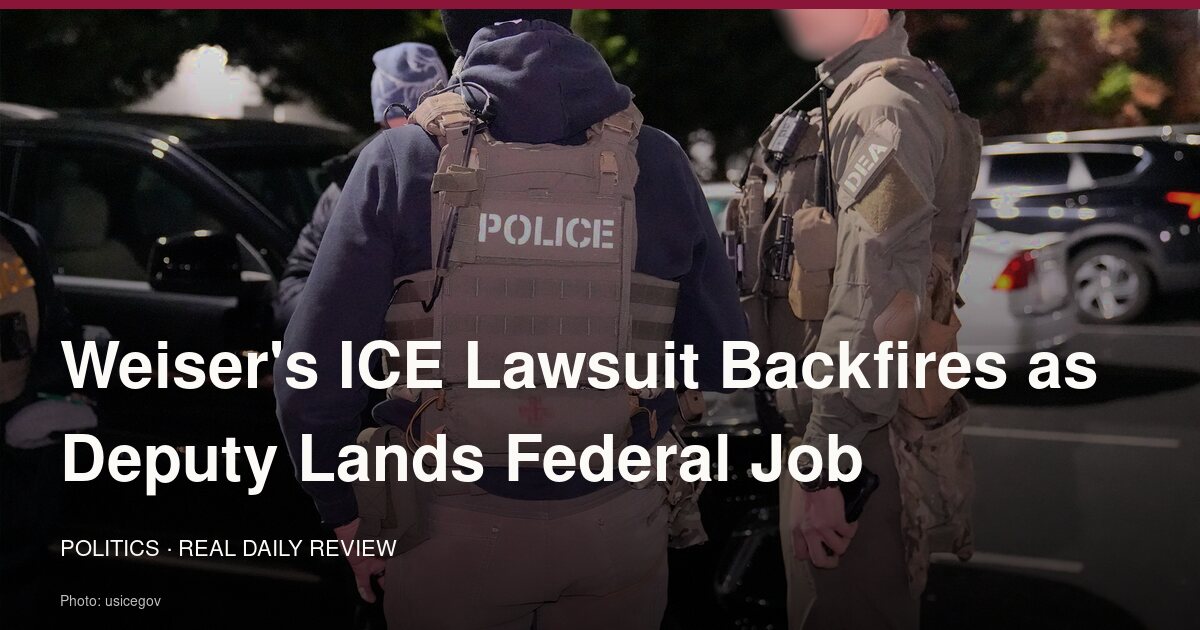 POLICE
DEA
Weiser's ICE Lawsuit Backfires as
Deputy Lands Federal Job
POLITICS · REAL DAILY REVIEW
Photo: usicegov